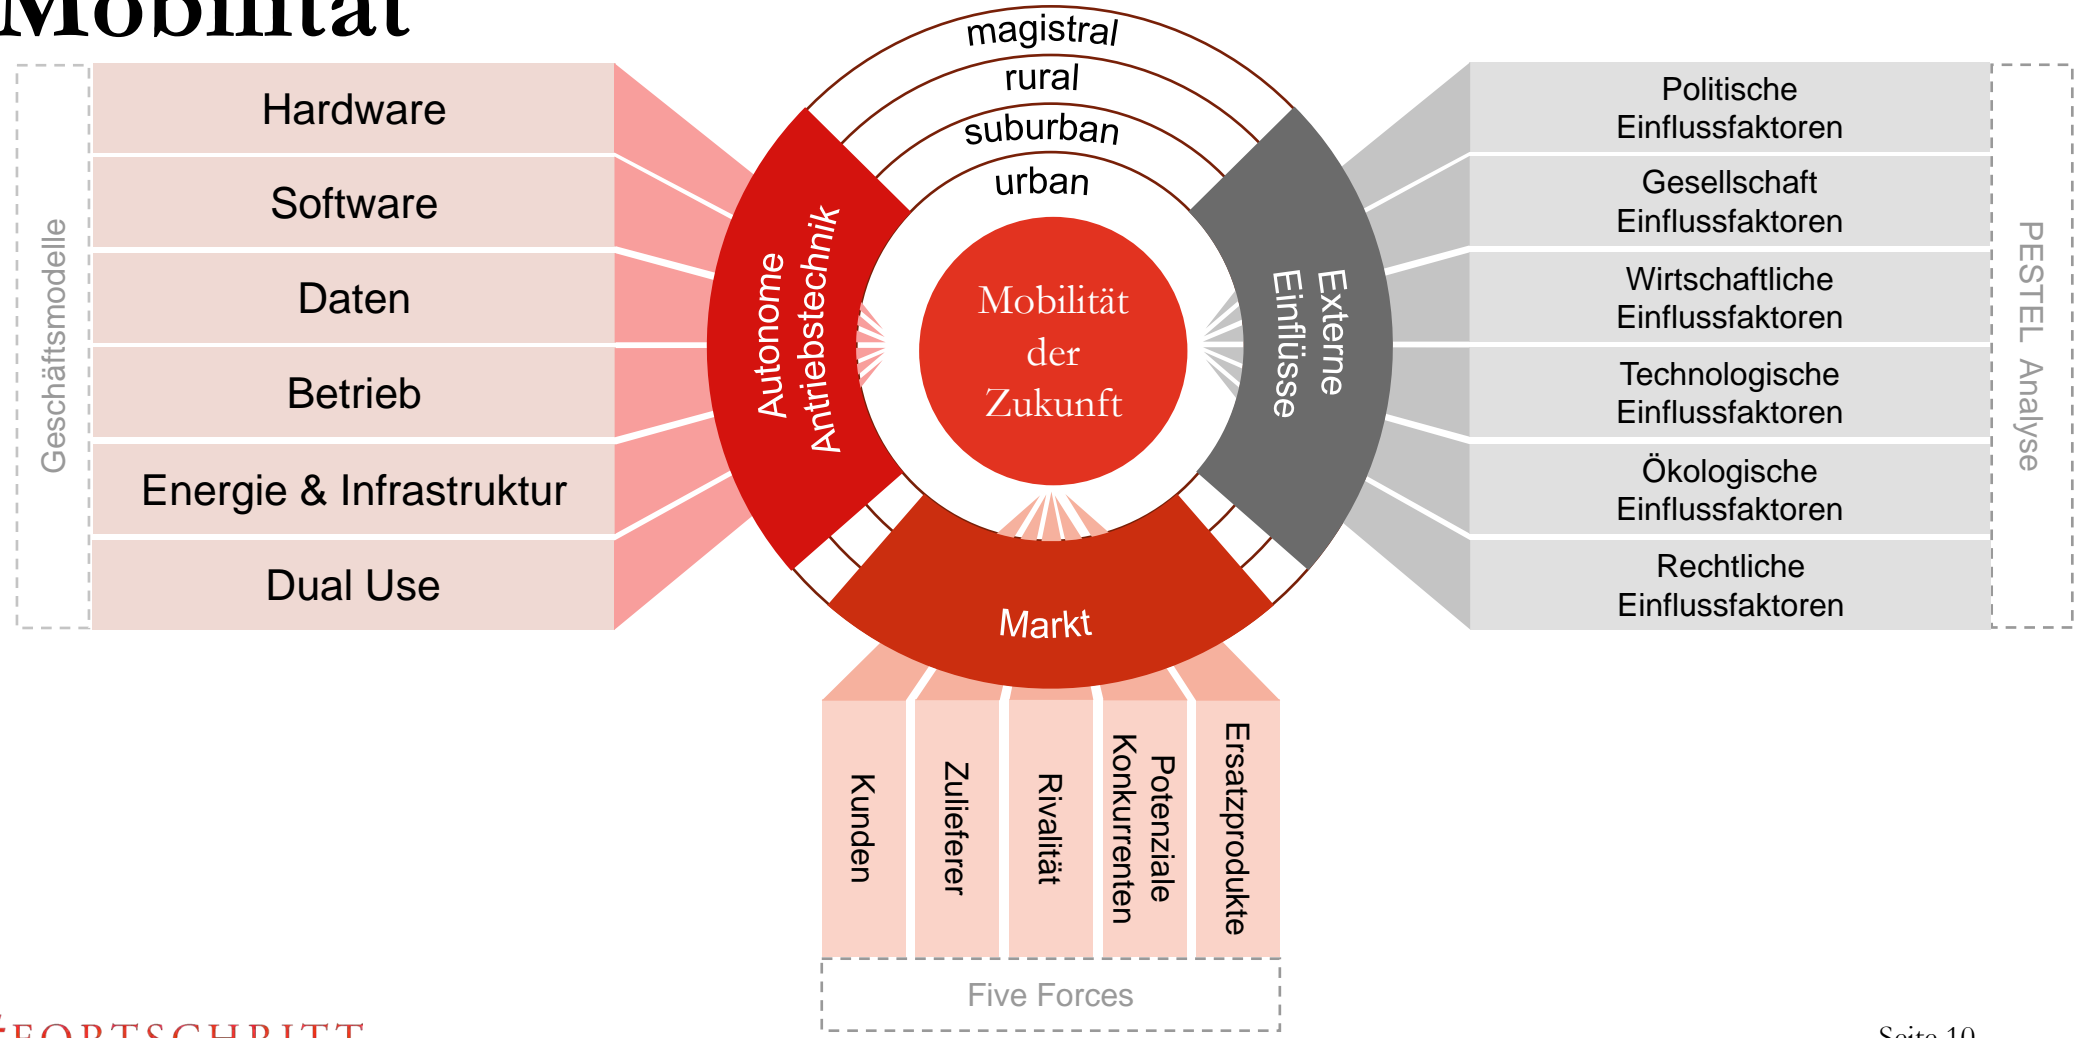 Mobilität
Geschäftsmodelle
Hardware
Software
Daten
Betrieb
Energie & Infrastruktur
Dual Use
magistral
rural
suburban
urban
Autonome
Antriebstechnik
Mobilität
der
Zukunft
Externe
Einflüsse
Markt
Politische
Einflussfaktoren
Gesellschaft
Einflussfaktoren
Wirtschaftliche
Einflussfaktoren
Technologische
Einflussfaktoren
Ökologische
Einflussfaktoren
Rechtliche
Einflussfaktoren
PESTEL Analyse
Kunden
Zulieferer
Rivalität
Potenziale
Konkurrenten
Ersatzprodukte
Five Forces
#FORTSCHRITT
Seite 10